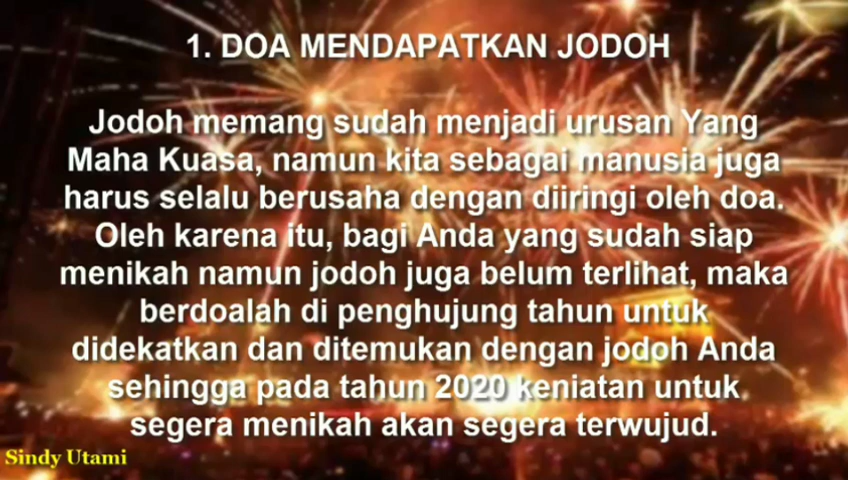 1. DOA MENDAPATKAN JODOH
Jodoh memang sudah menjadi urusan Yang
Maha Kuasa, namun kita sebagai manusia juga
harus selalu berusaha dengan diiringi oleh doa.
Oleh karena itu, bagi Anda yang sudah siap
menikah namun jodoh juga belum terlihat, maka
berdoalah di penghujung tahun untuk
didekatkan dan ditemukan dengan jodoh Anda
sehingga pada tahun 2020 keniatan untuk
segera menikah akan segera terwujud.
Sindy Utami